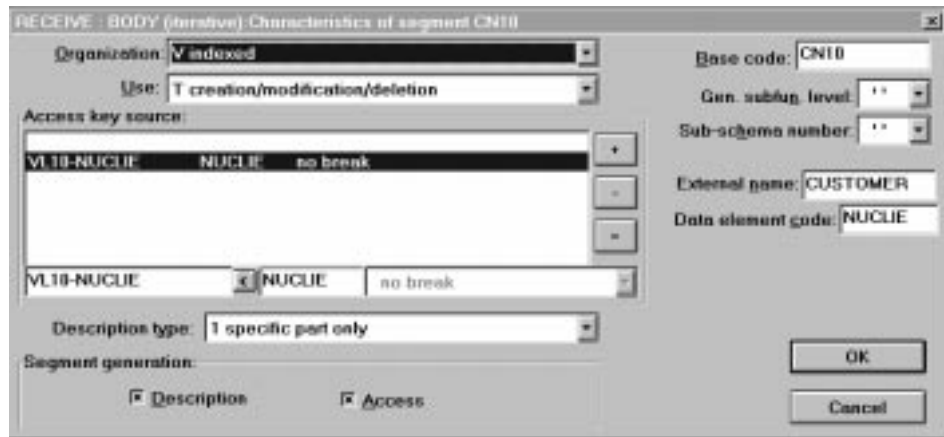 RECEIVE : BODY (iterative):Characteristics of segment CN10
Organization: V indexed
Use: T creation/modification/deletion
Access key source:
VL10-NUCLIE NUCLIE no break
+
-
=
VL10-NUCLIE < NUCLIE no break
Description type: 1 specific part only
Segment generation:
Description Access
Base code: CN10
Gen. subfun. level: ' '
Sub-schema number: ' '
External name: CUSTOMER
Data element code: NUCLIE
OK
Cancel